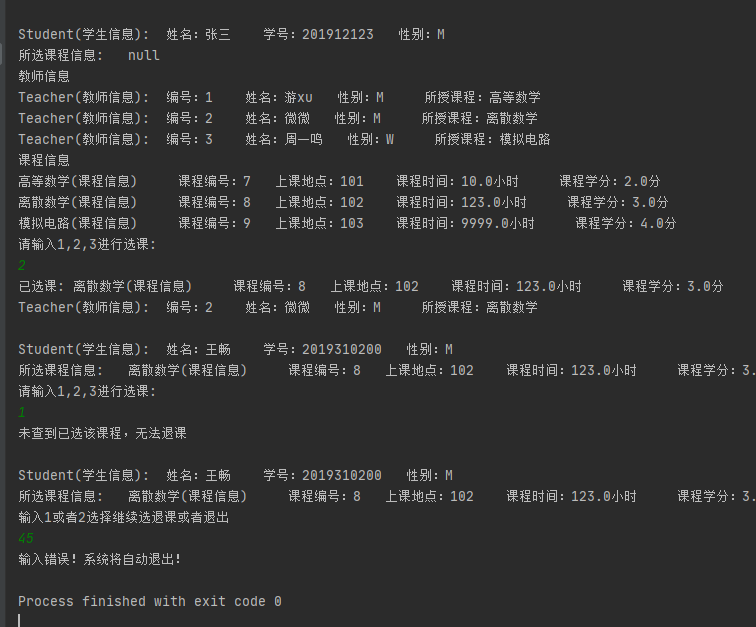 Student(学生信息): 姓名：张三 学号：201912123 性别：M
所选课程信息: null
教师信息
Teacher(教师信息): 编号：1 姓名：游xu 性别：M 所授课程：高等数学
Teacher(教师信息): 编号：2 姓名：微微 性别：M 所授课程：离散数学
Teacher(教师信息): 编号：3 姓名：周一鸣 性别：W 所授课程：模拟电路
课程信息
高等数学(课程信息) 课程编号：7 上课地点：101 课程时间：10.0小时 课程学分：2.0分
离散数学(课程信息) 课程编号：8 上课地点：102 课程时间：123.0小时 课程学分：3.0分
模拟电路(课程信息) 课程编号：9 上课地点：103 课程时间：9999.0小时 课程学分：4.0分
请输入1,2,3进行选课:
2
已选课: 离散数学(课程信息) 课程编号：8 上课地点：102 课程时间：123.0小时 课程学分：3.0分
Teacher(教师信息): 编号：2 姓名：微微 性别：M 所授课程：离散数学
Student(学生信息): 姓名：王畅 学号：2019310200 性别：M
所选课程信息: 离散数学(课程信息) 课程编号：8 上课地点：102 课程时间：123.0小时 课程学分：3.
请输入1,2,3进行选课:
1
未查到已选该课程，无法退课
Student(学生信息): 姓名：王畅 学号：2019310200 性别：M
所选课程信息: 离散数学(课程信息) 课程编号：8 上课地点：102 课程时间：123.0小时 课程学分：3.
输入1或者2选择继续选退课或者退出
45
输入错误！系统将自动退出！
Process finished with exit code 0